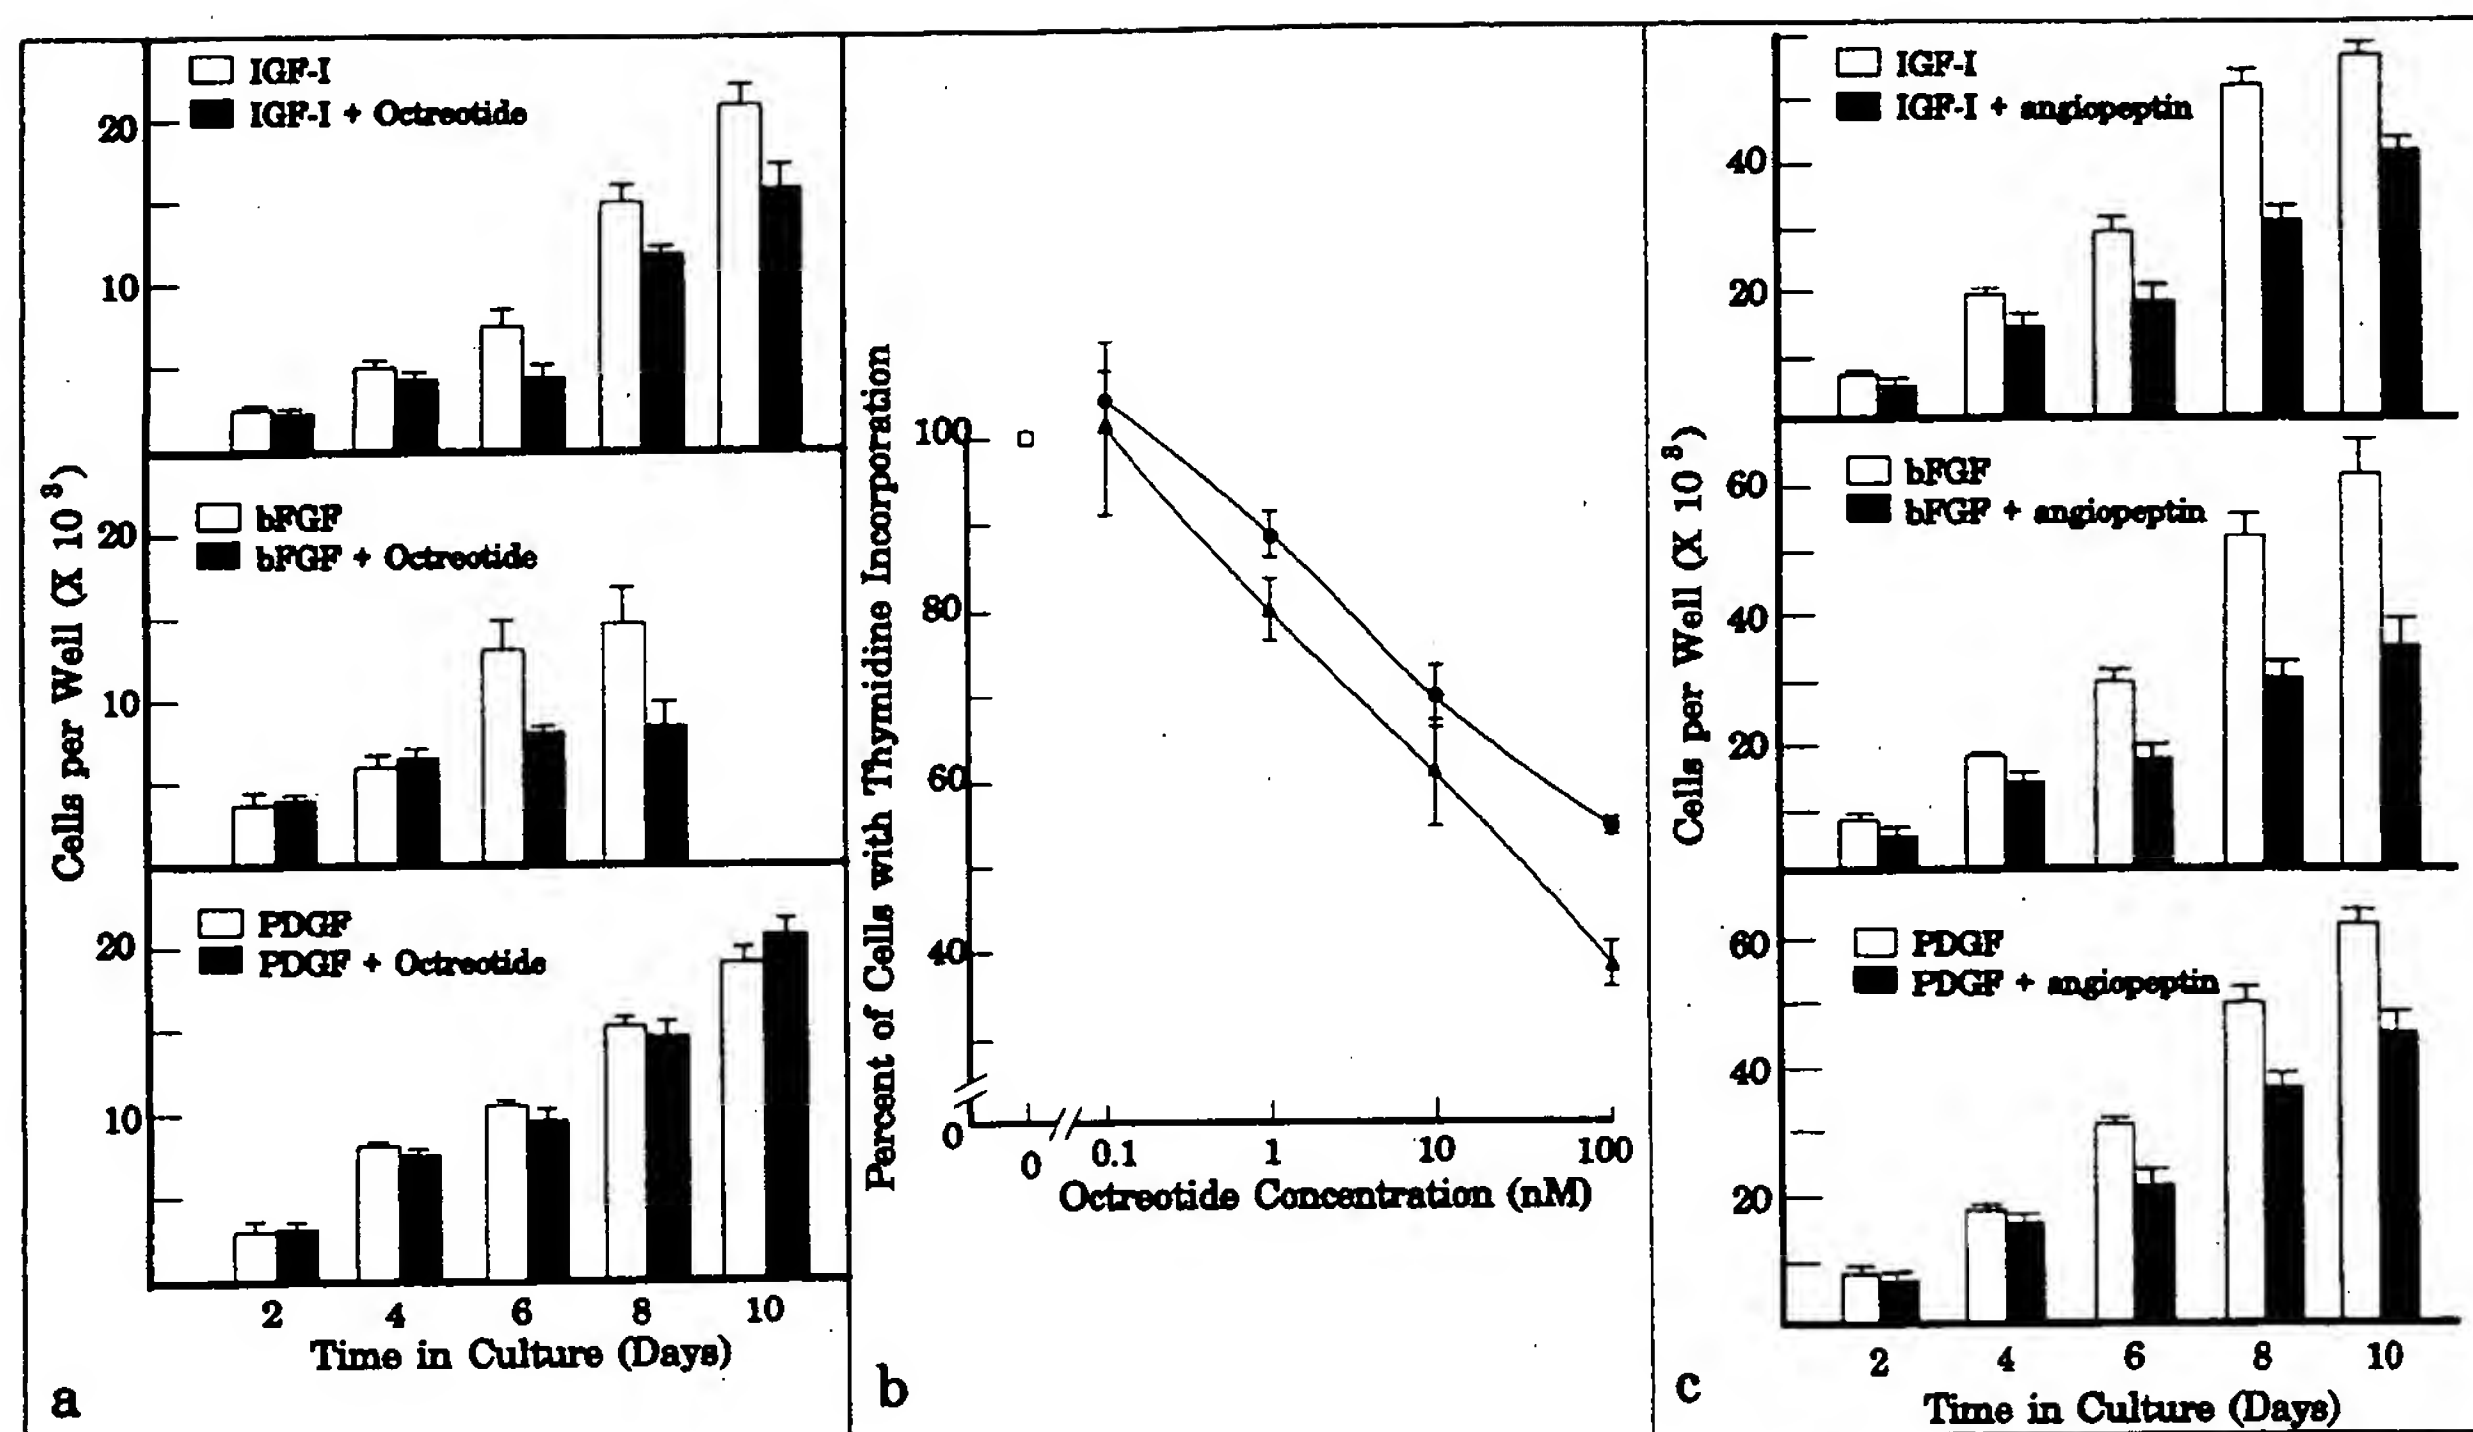 IGF-I
IGF-I + Octreotide
20
10
bFGF
bFGF + Octreotide
20
10
PDGF
PDGF + Octreotide
20
10
Cells per Well (X 10³)
2 4 6 8 10
Time in Culture (Days)
a
Percent of Cells with Thymidine Incorporation
100
80
60
40
0
0 0.1 1 10 100
Octreotide Concentration (nM)
b
IGF-I
IGF-I + angiopeptin
40
20
bFGF
bFGF + angiopeptin
60
40
20
PDGF
PDGF + angiopeptin
60
40
20
Cells per Well (X 10³)
2 4 6 8 10
Time in Culture (Days)
c